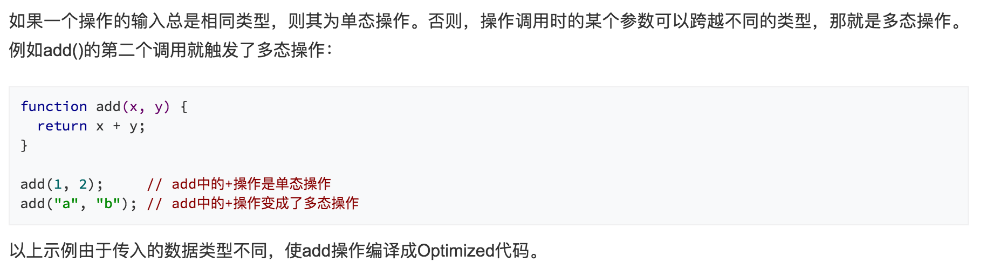 如果一个操作的输入总是相同类型，则其为单态操作。否则，操作调用时的某个参数可以跨越不同的类型，那就是多态操作。
例如add()的第二个调用就触发了多态操作：
function add(x, y) {
  return x + y;
}
add(1, 2);     // add中的+操作是单态操作
add("a", "b"); // add中的+操作变成了多态操作
以上示例由于传入的数据类型不同，使add操作编译成Optimized代码。